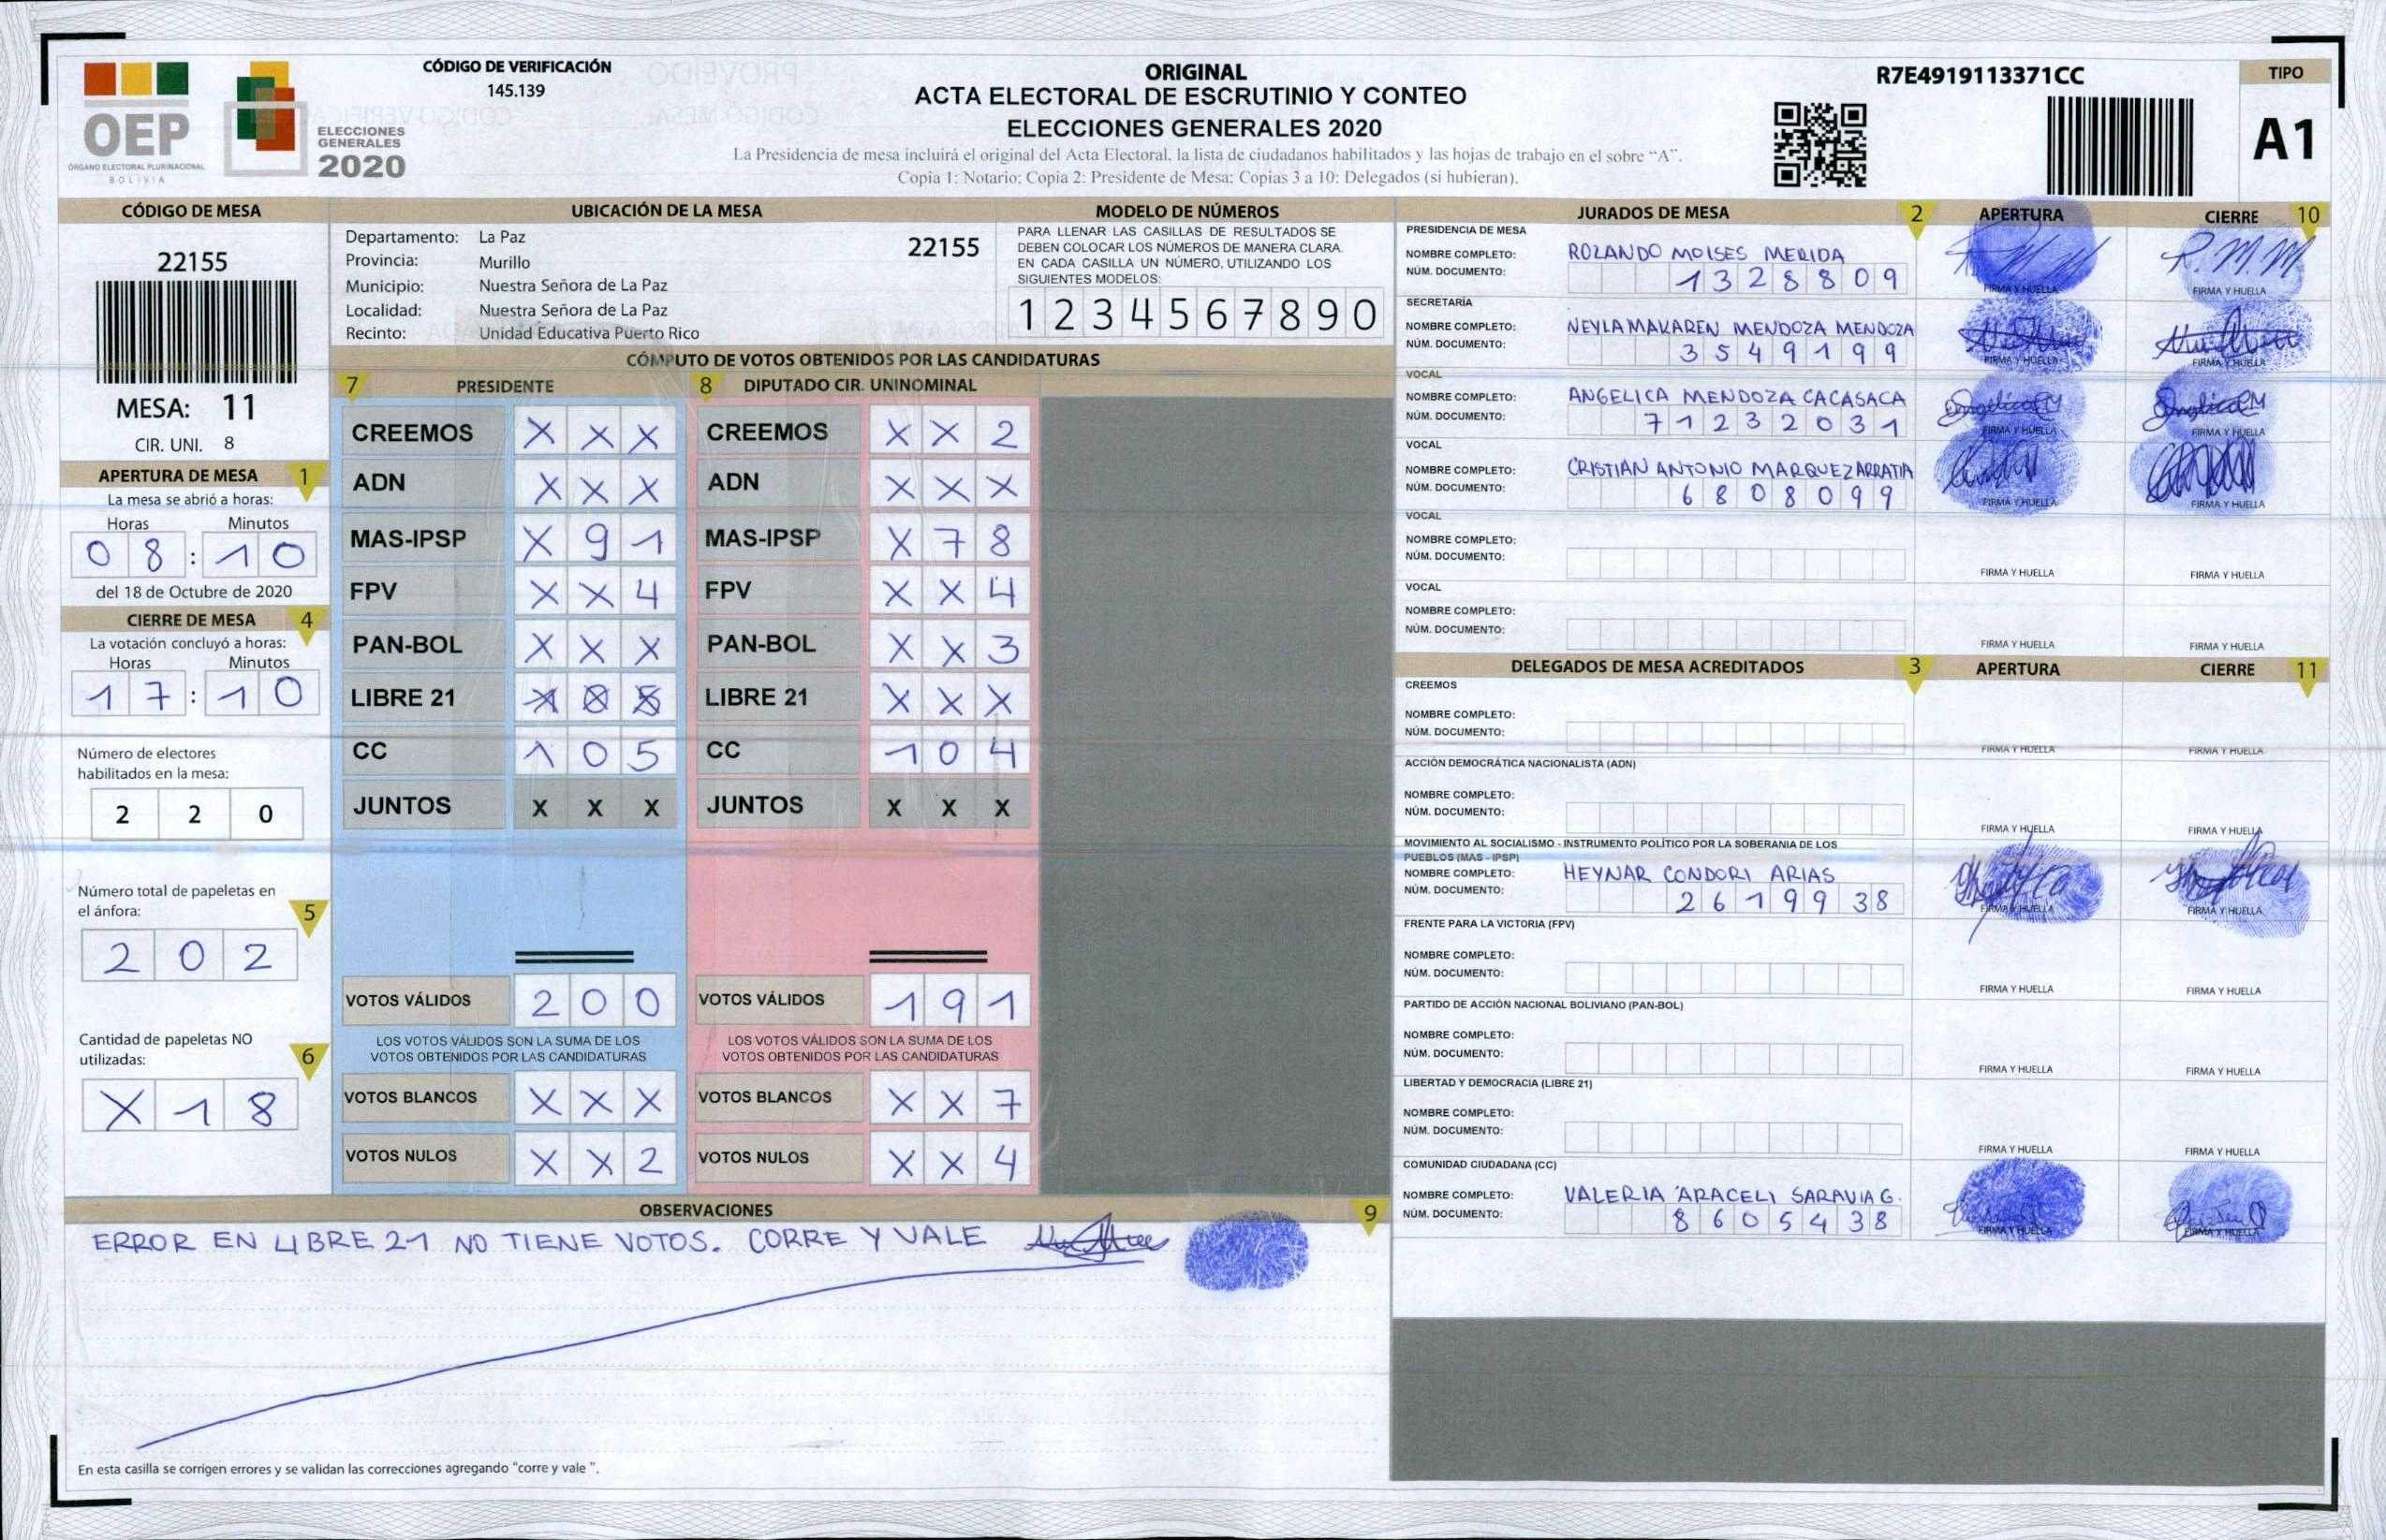 CÓDIGO DE VERIFICACIÓN
145.139
OEP
ÓRGANO ELECTORAL PLURINACIONAL
BOLIVIA
ELECCIONES
GENERALES
2020
ORIGINAL
ACTA ELECTORAL DE ESCRUTINIO Y CONTEO
ELECCIONES GENERALES 2020
La Presidencia de mesa incluirá el original del Acta Electoral, la lista de ciudadanos habilitados y las hojas de trabajo en el sobre “A”.
Copia 1: Notario; Copia 2: Presidente de Mesa; Copias 3 a 10: Delegados (si hubieran).
R7E4919113371CC
TIPO
A1
CÓDIGO DE MESA
22155
MESA: 11
CIR. UNI. 8
APERTURA DE MESA 1
La mesa se abrió a horas:
Horas Minutos
08:10
del 18 de Octubre de 2020
CIERRE DE MESA 4
La votación concluyó a horas:
Horas Minutos
17:10
Número de electores
habilitados en la mesa:
2 2 0
Número total de papeletas en
el ánfora: 5
2 0 2
Cantidad de papeletas NO
utilizadas: 6
X 1 8
UBICACIÓN DE LA MESA
Departamento: La Paz 22155
Provincia: Murillo
Municipio: Nuestra Señora de La Paz
Localidad: Nuestra Señora de La Paz
Recinto: Unidad Educativa Puerto Rico
MODELO DE NÚMEROS
PARA LLENAR LAS CASILLAS DE RESULTADOS SE
DEBEN COLOCAR LOS NÚMEROS DE MANERA CLARA.
EN CADA CASILLA UN NÚMERO, UTILIZANDO LOS
SIGUIENTES MODELOS:
1 2 3 4 5 6 7 8 9 0
CÓMPUTO DE VOTOS OBTENIDOS POR LAS CANDIDATURAS
7 PRESIDENTE 8 DIPUTADO CIR. UNINOMINAL
CREEMOS X X X CREEMOS X X 2
ADN X X X ADN X X X
MAS-IPSP X 9 1 MAS-IPSP X 7 8
FPV X X 4 FPV X X 4
PAN-BOL X X X PAN-BOL X X 3
LIBRE 21 LIBRE 21 X X X
CC 1 0 5 CC 1 0 4
JUNTOS X X X JUNTOS X X X
VOTOS VÁLIDOS 2 0 0 VOTOS VÁLIDOS 1 9 1
LOS VOTOS VÁLIDOS SON LA SUMA DE LOS LOS VOTOS VÁLIDOS SON LA SUMA DE LOS
VOTOS OBTENIDOS POR LAS CANDIDATURAS VOTOS OBTENIDOS POR LAS CANDIDATURAS
VOTOS BLANCOS X X X VOTOS BLANCOS X X 7
VOTOS NULOS X X 2 VOTOS NULOS X X 4
OBSERVACIONES 9
ERROR EN LIBRE 21 NO TIENE VOTOS. CORRE Y VALE
En esta casilla se corrigen errores y se validan las correcciones agregando "corre y vale ".
JURADOS DE MESA 2 APERTURA CIERRE 10
PRESIDENCIA DE MESA
NOMBRE COMPLETO: ROLANDO MOISES MERIDA R.M.M
NÚM. DOCUMENTO: 1328809
FIRMA Y HUELLA FIRMA Y HUELLA
SECRETARÍA
NOMBRE COMPLETO: NEYLA MAKAREN MENDOZA MENDOZA
NÚM. DOCUMENTO: 3549199
FIRMA Y HUELLA FIRMA Y HUELLA
VOCAL
NOMBRE COMPLETO: ANGELICA MENDOZA CACASACA
NÚM. DOCUMENTO: 71232031
FIRMA Y HUELLA FIRMA Y HUELLA
VOCAL
NOMBRE COMPLETO: CRISTIAN ANTONIO MARQUEZ ARRATIA
NÚM. DOCUMENTO: 6808099
FIRMA Y HUELLA FIRMA Y HUELLA
VOCAL
NOMBRE COMPLETO:
NÚM. DOCUMENTO:
FIRMA Y HUELLA FIRMA Y HUELLA
VOCAL
NOMBRE COMPLETO:
NÚM. DOCUMENTO:
FIRMA Y HUELLA FIRMA Y HUELLA
DELEGADOS DE MESA ACREDITADOS 3 APERTURA CIERRE 11
CREEMOS
NOMBRE COMPLETO:
NÚM. DOCUMENTO:
FIRMA Y HUELLA FIRMA Y HUELLA
ACCIÓN DEMOCRÁTICA NACIONALISTA (ADN)
NOMBRE COMPLETO:
NÚM. DOCUMENTO:
FIRMA Y HUELLA FIRMA Y HUELLA
MOVIMIENTO AL SOCIALISMO - INSTRUMENTO POLÍTICO POR LA SOBERANIA DE LOS
PUEBLOS (MAS - IPSP)
NOMBRE COMPLETO: HEYNAR CONDORI ARIAS
NÚM. DOCUMENTO: 2619938
FIRMA Y HUELLA FIRMA Y HUELLA
FRENTE PARA LA VICTORIA (FPV)
NOMBRE COMPLETO:
NÚM. DOCUMENTO:
FIRMA Y HUELLA FIRMA Y HUELLA
PARTIDO DE ACCIÓN NACIONAL BOLIVIANO (PAN-BOL)
NOMBRE COMPLETO:
NÚM. DOCUMENTO:
FIRMA Y HUELLA FIRMA Y HUELLA
LIBERTAD Y DEMOCRACIA (LIBRE 21)
NOMBRE COMPLETO:
NÚM. DOCUMENTO:
FIRMA Y HUELLA FIRMA Y HUELLA
COMUNIDAD CIUDADANA (CC)
NOMBRE COMPLETO: VALERIA ARACELI SARAVIA G.
NÚM. DOCUMENTO: 8605438
FIRMA Y HUELLA FIRMA Y HUELLA